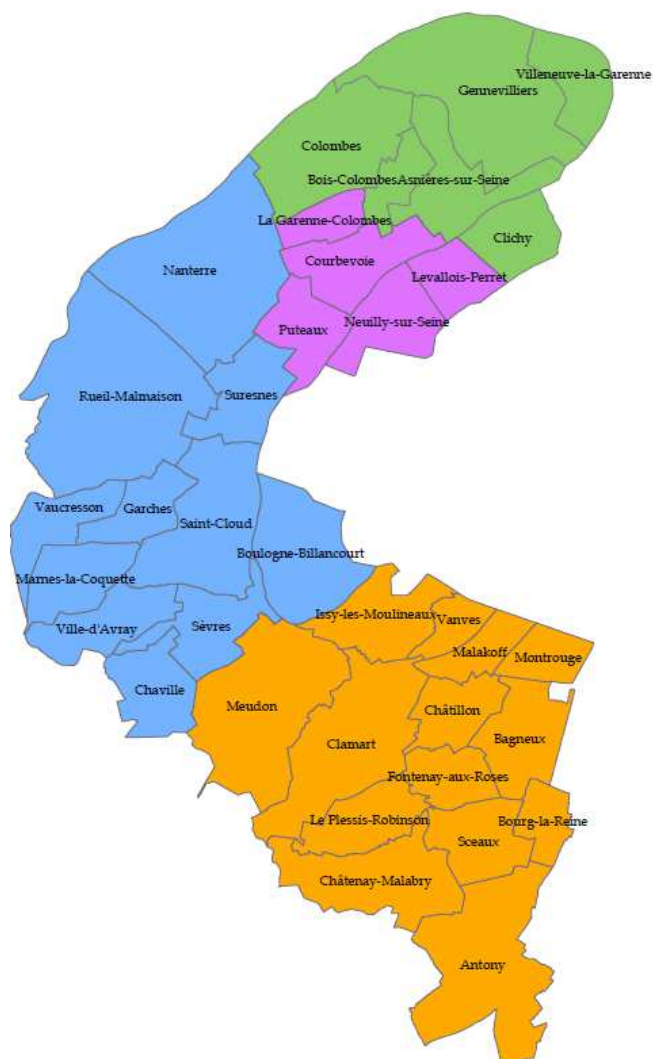 Villeneuve-la-Garenne
Gennevilliers
Colombes
Bois-Colombes
Asnières-sur-Seine
La Garenne-Colombes
Clichy
Courbevoie
Nanterre
Levallois-Perret
Puteaux
Neuilly-sur-Seine
Rueil-Malmaison
Suresnes
Vaucresson
Garches
Saint-Cloud
Boulogne-Billancourt
Marnes-la-Coquette
Issy-les-Moulineaux
Vanves
Ville-d'Avray
Sèvres
Malakoff
Montrouge
Chaville
Meudon
Châtillon
Clamart
Bagneux
Fontenay-aux-Roses
Le Plessis-Robinson
Bourg-la-Reine
Sceaux
Châtenay-Malabry
Antony